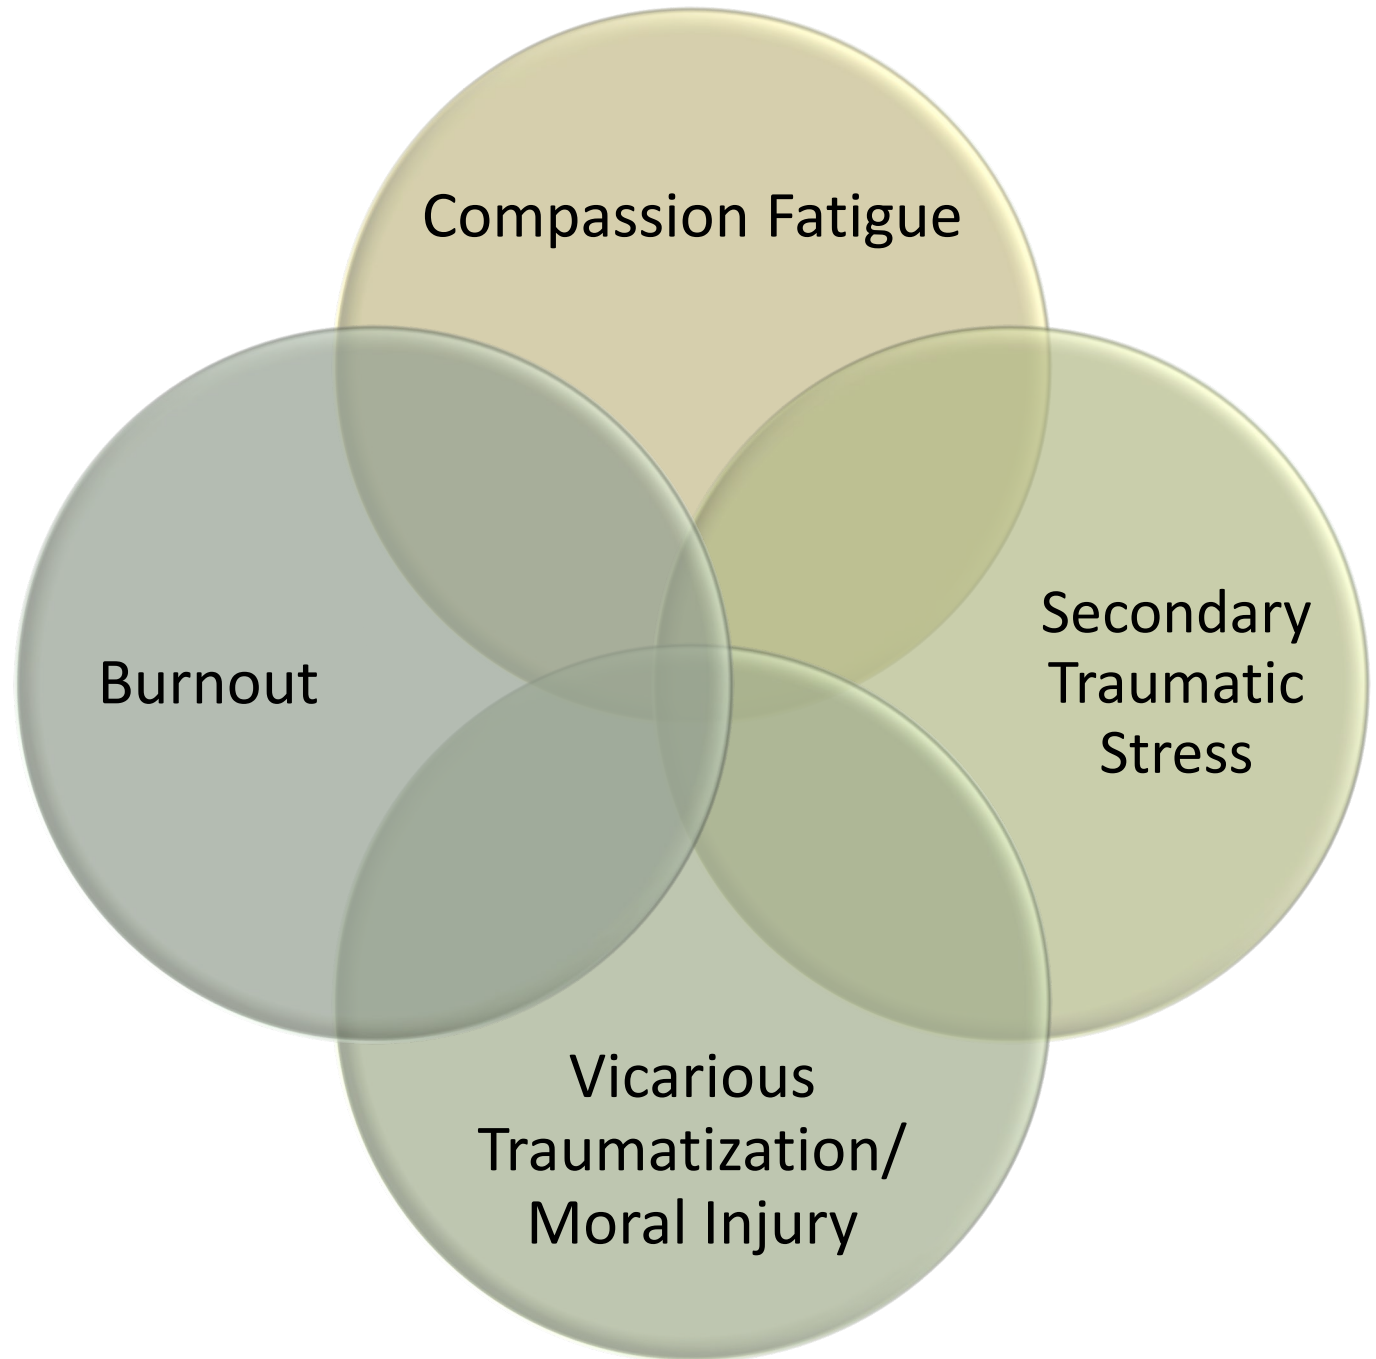 Compassion Fatigue
Burnout
Secondary
Traumatic
Stress
Vicarious
Traumatization/
Moral Injury